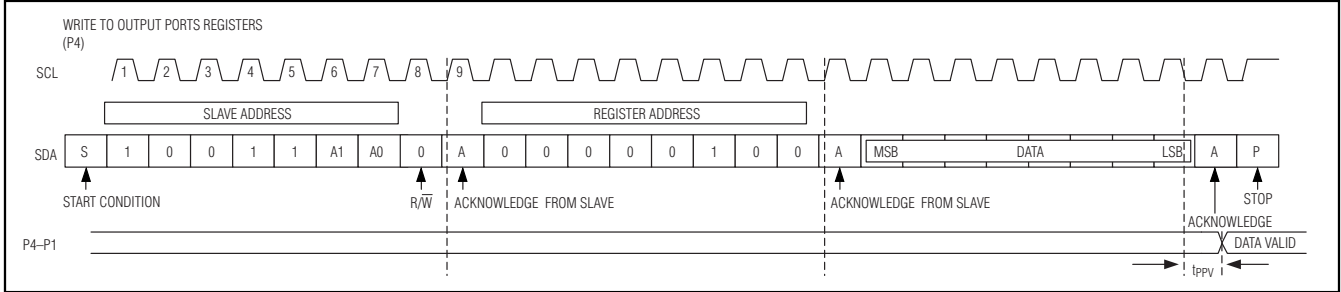 WRITE TO OUTPUT PORTS REGISTERS
(P4)
SCL 1 2 3 4 5 6 7 8 9
SLAVE ADDRESS REGISTER ADDRESS
SDA S 1 0 0 1 1 A1 A0 0 A 0 0 0 0 0 1 0 0 A MSB DATA LSB A P
START CONDITION R/W̅ ACKNOWLEDGE FROM SLAVE ACKNOWLEDGE FROM SLAVE STOP
ACKNOWLEDGE
P4–P1 DATA VALID
tPPV